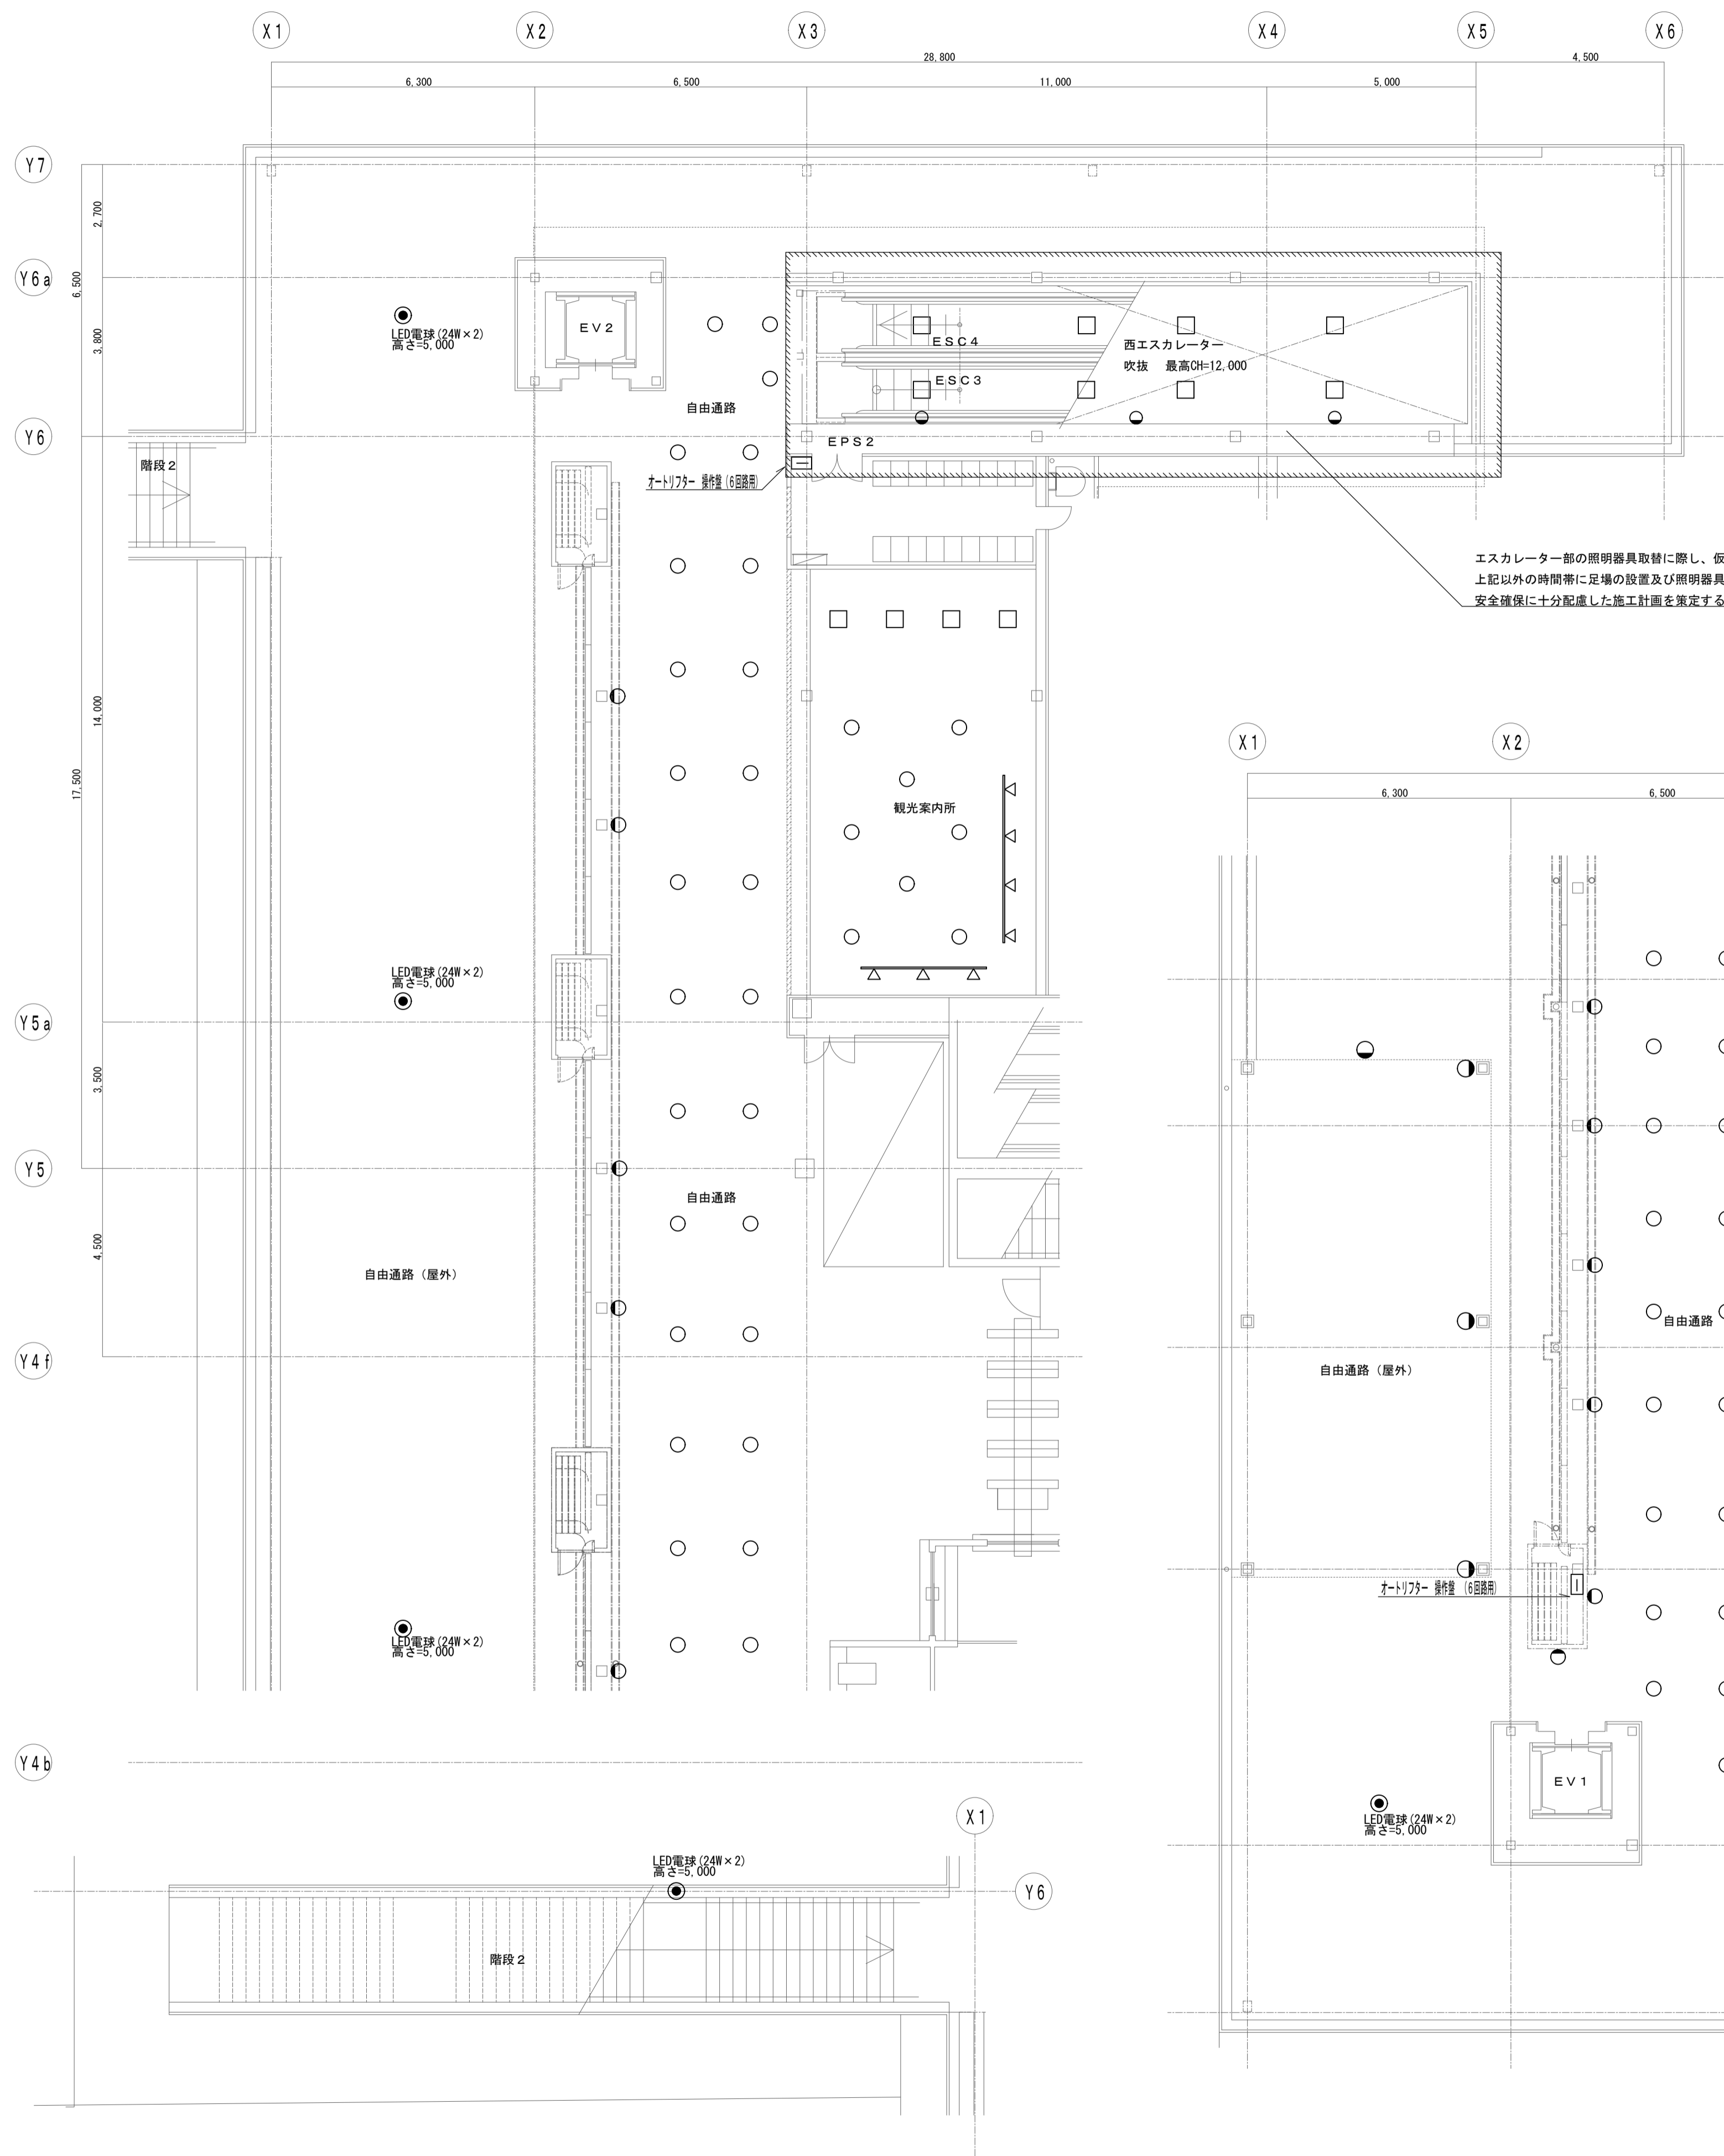 X1
X2
X3
X4
X5
X6
28,800
4,500
6,300
6,500
11,000
5,000
Y7
2,700
Y6a
6,500
3,800
LED電球(24W×2)
高さ=5,000
EV2
自由通路
ESC4
ESC3
西エスカレーター
吹抜 最高CH=12,000
Y6
階段2
EPS2
オートリフター 操作盤(6回路用)
エスカレーター部の照明器具取替に際し、仮
上記以外の時間帯に足場の設置及び照明器具
安全確保に十分配慮した施工計画を策定する
14,000
17,500
観光案内所
X1
X2
6,300
6,500
LED電球(24W×2)
高さ=5,000
Y5a
3,500
Y5
自由通路
4,500
自由通路(屋外)
Y4f
自由通路
自由通路(屋外)
オートリフター 操作盤 (6回路用)
LED電球(24W×2)
高さ=5,000
Y4b
EV1
LED電球(24W×2)
高さ=5,000
X1
LED電球(24W×2)
高さ=5,000
Y6
階段2